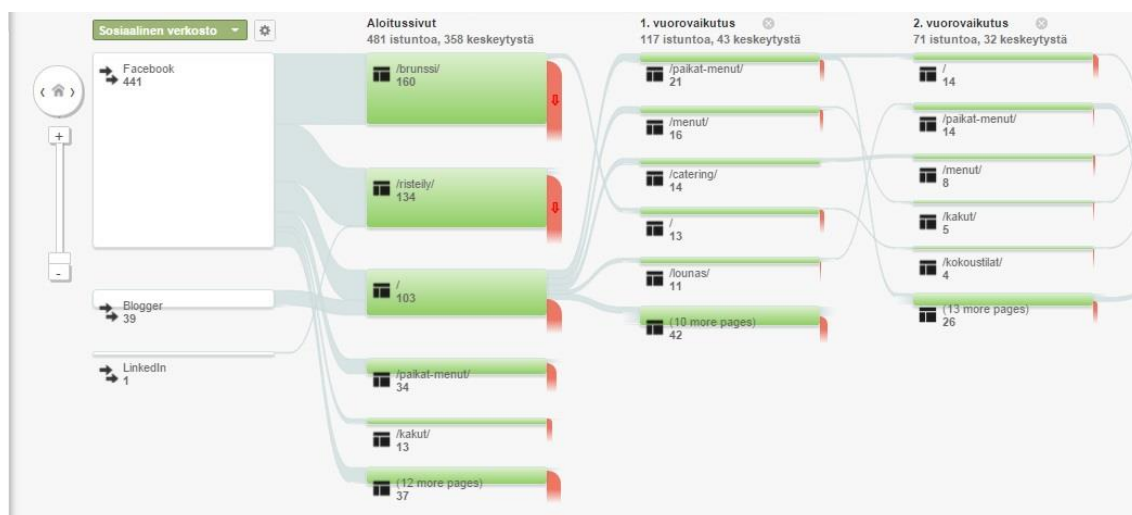 Sosiaalinen verkosto
Facebook
441
Blogger
39
LinkedIn
1
+
-
Aloitussivut
481 istuntoa, 358 keskeytystä
/brunssi/
160
/risteily/
134
/
103
/paikat-menut/
34
/kakut/
13
(12 more pages)
37
1. vuorovaikutus
117 istuntoa, 43 keskeytystä
/paikat-menut/
21
/menut/
16
/catering/
14
/
13
/lounas/
11
(10 more pages)
42
2. vuorovaikutus
71 istuntoa, 32 keskeytystä
/
14
/paikat-menut/
14
/menut/
8
/kakut/
5
/kokoustilat/
4
(13 more pages)
26